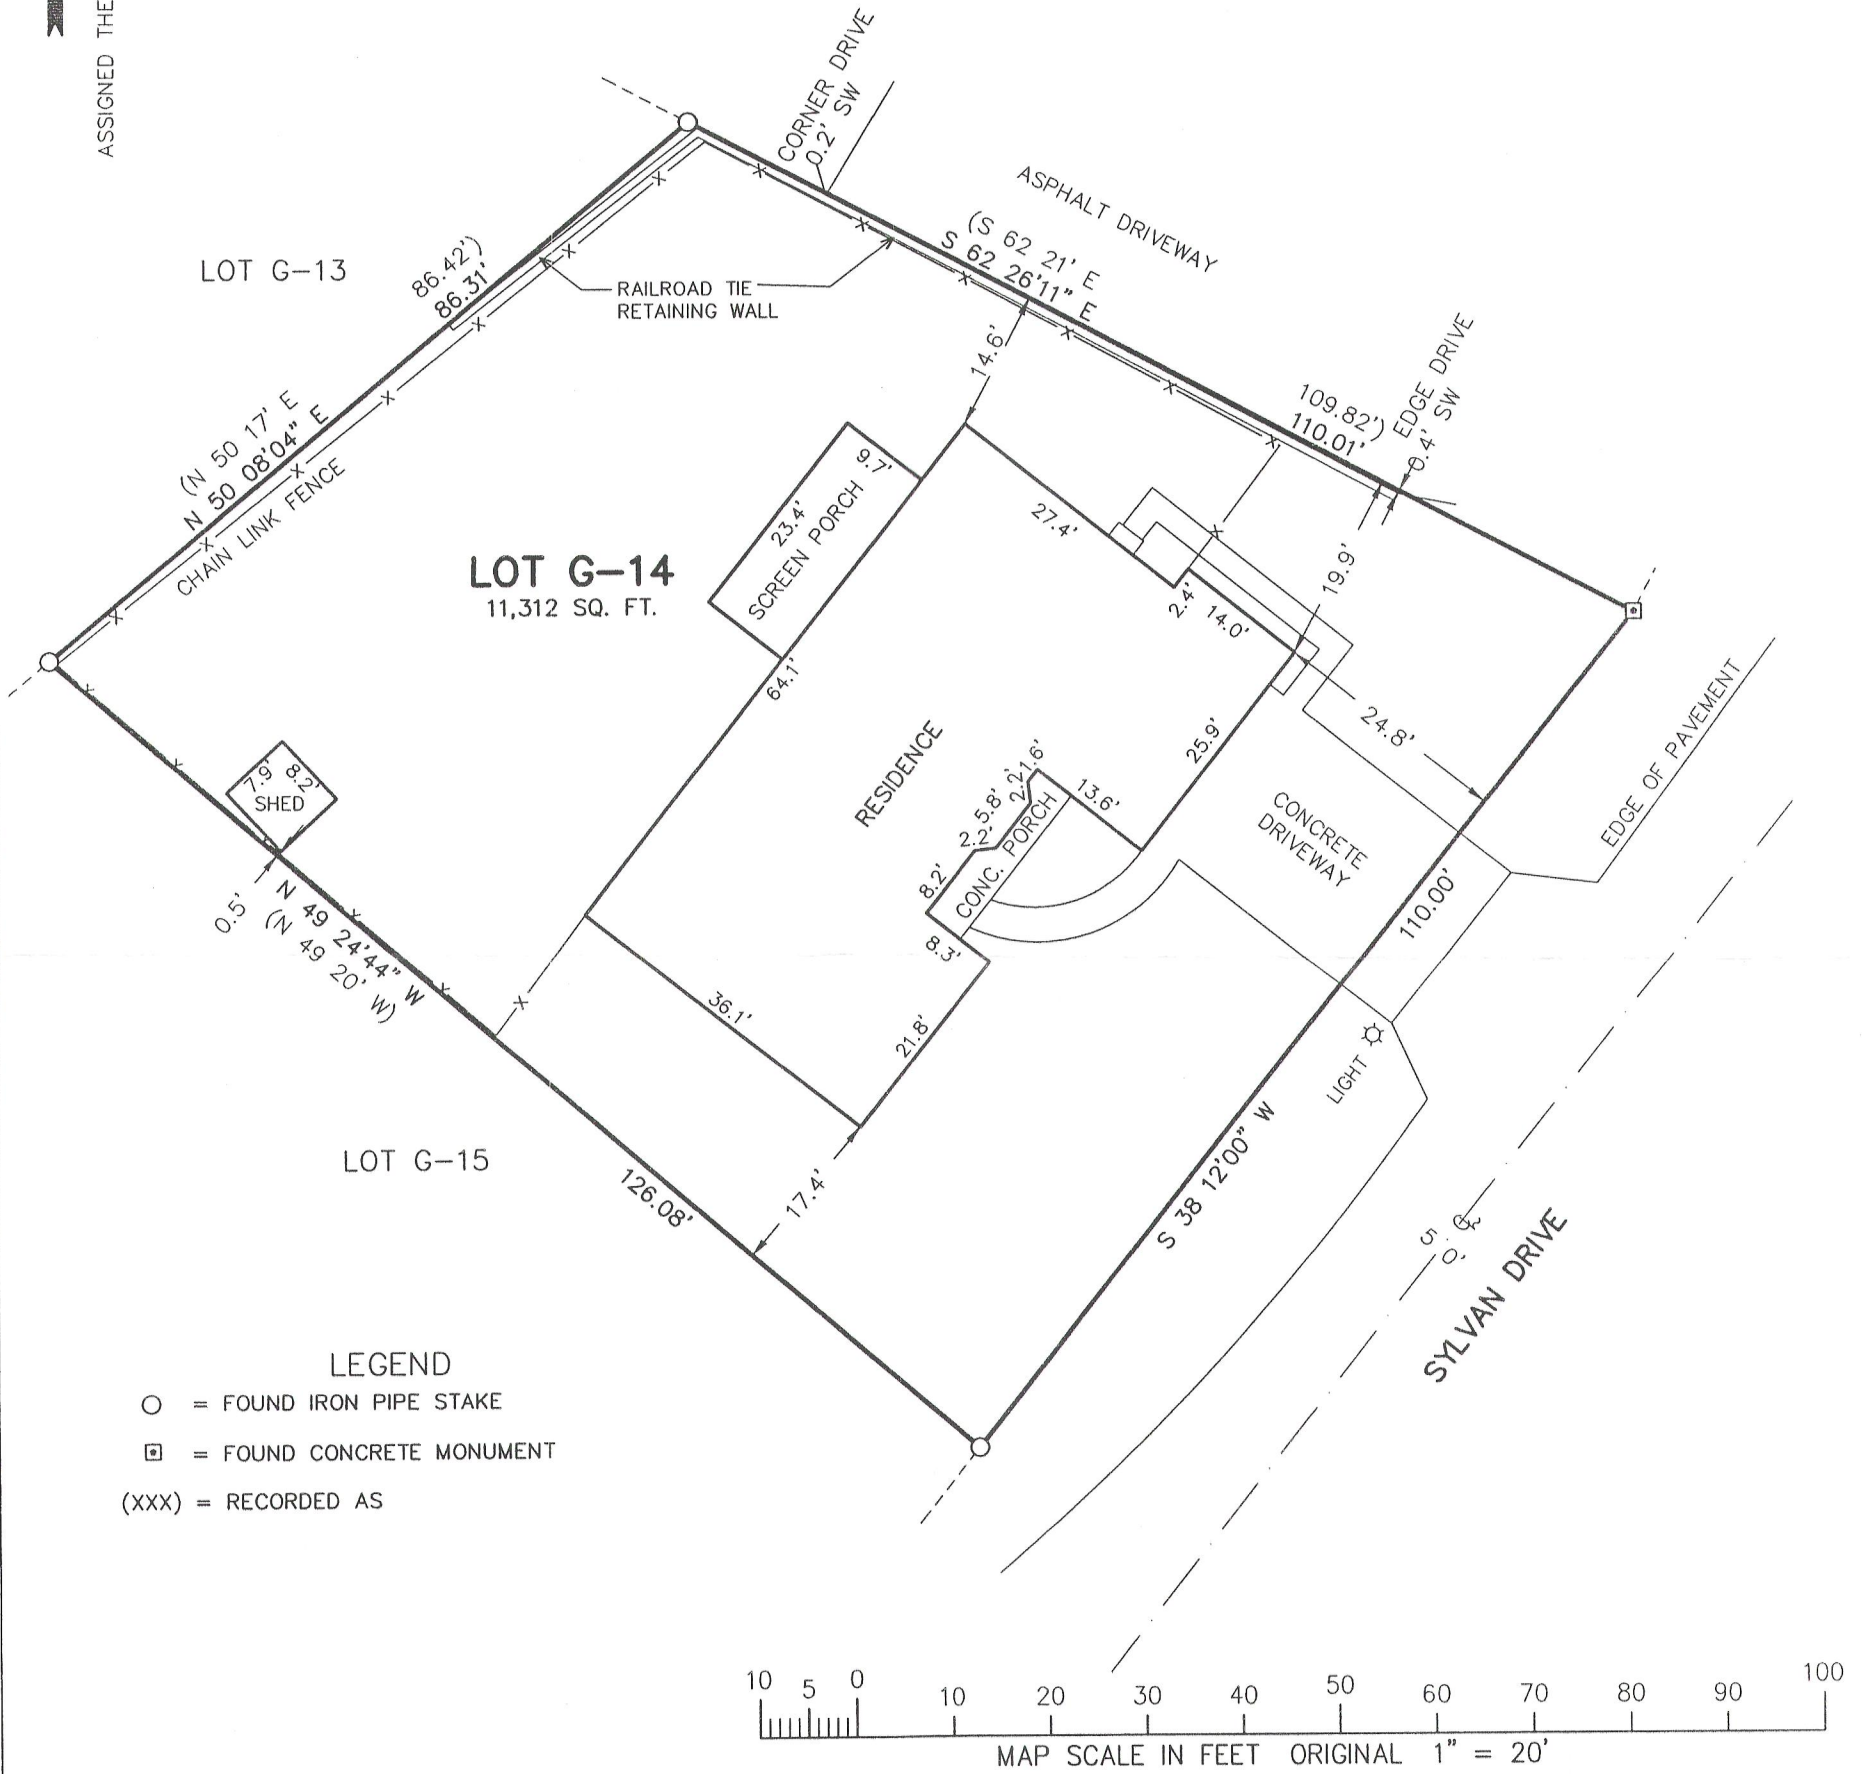 ASSIGNED THE
CORNER DRIVE
0.2' SW
ASPHALT DRIVEWAY
(S 62 21' E
S 62 26'11" E
109.82')
110.01'
EDGE DRIVE
0.4' SW
LOT G-13
86.42')
86.31'
(N 50 17' E
N 50 08'04" E
CHAIN LINK FENCE
RAILROAD TIE
RETAINING WALL
14.6'
LOT G-14
11,312 SQ. FT.
9.7'
23.4'
SCREEN PORCH
27.4'
2.4'
14.0'
19.9'
24.8'
64.1'
RESIDENCE
25.9'
1.6'
2.2'
5.8'
2.2'
13.6'
8.2'
CONC. PORCH
8.3'
CONCRETE
DRIVEWAY
EDGE OF PAVEMENT
7.9'
8.2'
SHED
0.5'
N 49 24'44" W
(N 49 20' W)
36.1'
21.8'
110.00'
LIGHT
S 38 12'00" W
LOT G-15
126.08'
17.4'
5.0'
SYLVAN DRIVE
LEGEND
= FOUND IRON PIPE STAKE
= FOUND CONCRETE MONUMENT
(XXX) = RECORDED AS
10 5 0 10 20 30 40 50 60 70 80 90 100
MAP SCALE IN FEET ORIGINAL 1" = 20'